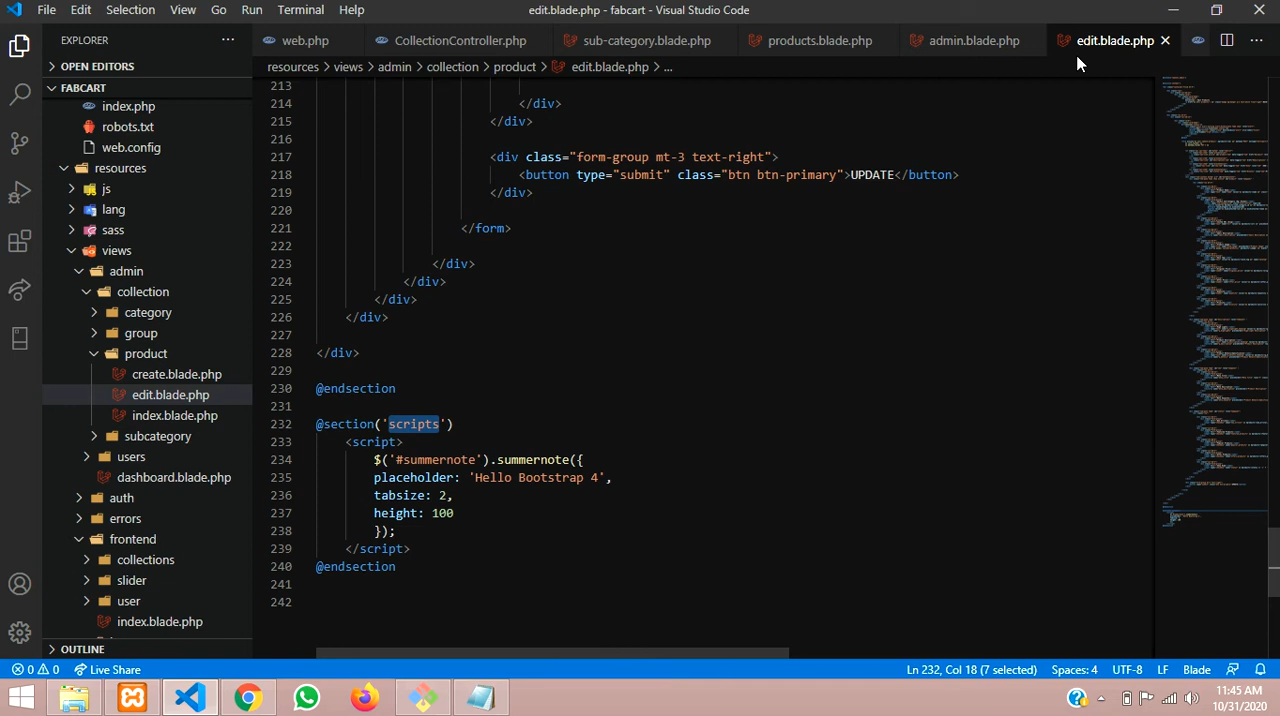 File Edit Selection View Go Run Terminal Help edit.blade.php - fabcart - Visual Studio Code
EXPLORER ··· web.php CollectionController.php sub-category.blade.php products.blade.php admin.blade.php edit.blade.php
OPEN EDITORS
resources > views > admin > collection > product > edit.blade.php > ...
FABCART
index.php
robots.txt
web.config
resources
js
lang
sass
views
admin
collection
category
group
product
create.blade.php
edit.blade.php
index.blade.php
subcategory
users
dashboard.blade.php
auth
errors
frontend
collections
slider
user
index.blade.php
OUTLINE
213
214 </div>
215 </div>
216
217 <div class="form-group mt-3 text-right">
218 <button type="submit" class="btn btn-primary">UPDATE</button>
219 </div>
220
221 </form>
222
223 </div>
224 </div>
225 </div>
226 </div>
227
228 </div>
229
230 @endsection
231
232 @section('scripts')
233 <script>
234 $('#summernote').summernote({
235 placeholder: 'Hello Bootstrap 4',
236 tabsize: 2,
237 height: 100
238 });
239 </script>
240 @endsection
241
242
0 0 Live Share Ln 232, Col 18 (7 selected) Spaces: 4 UTF-8 LF Blade
11:45 AM
10/31/2020